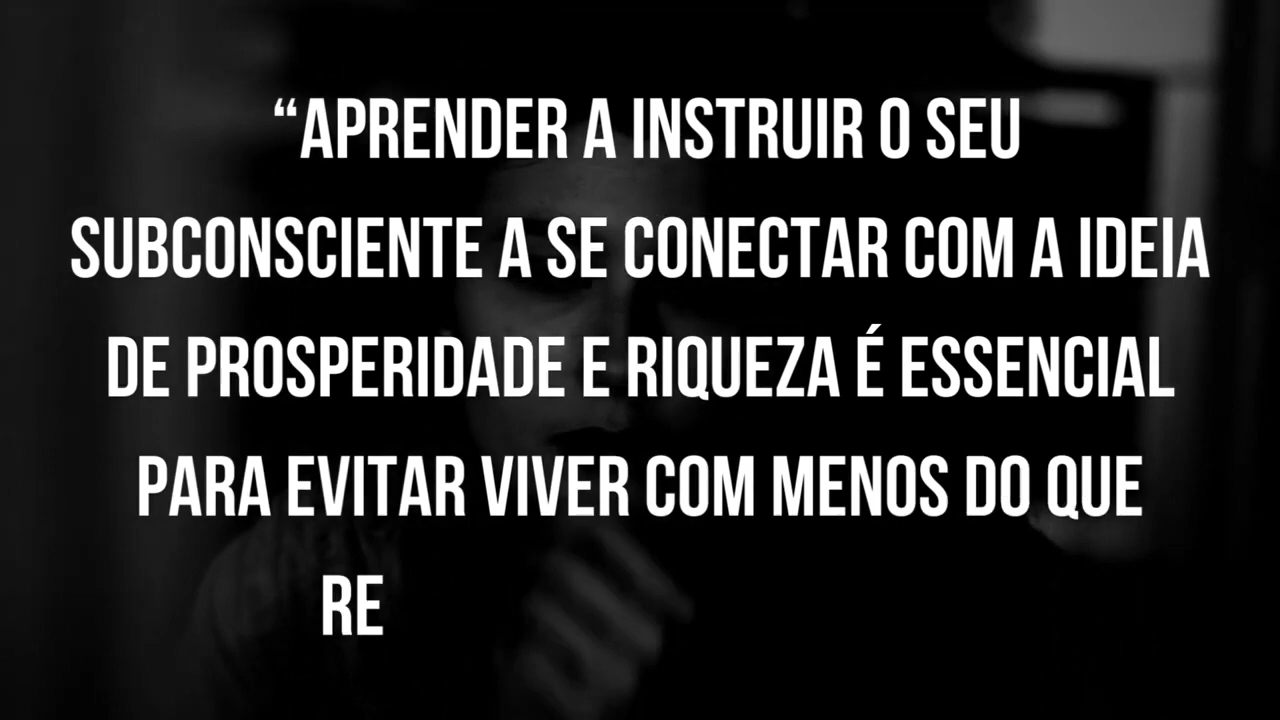 “APRENDER A INSTRUIR O SEU
SUBCONSCIENTE A SE CONECTAR COM A IDEIA
DE PROSPERIDADE E RIQUEZA É ESSENCIAL
PARA EVITAR VIVER COM MENOS DO QUE
RE